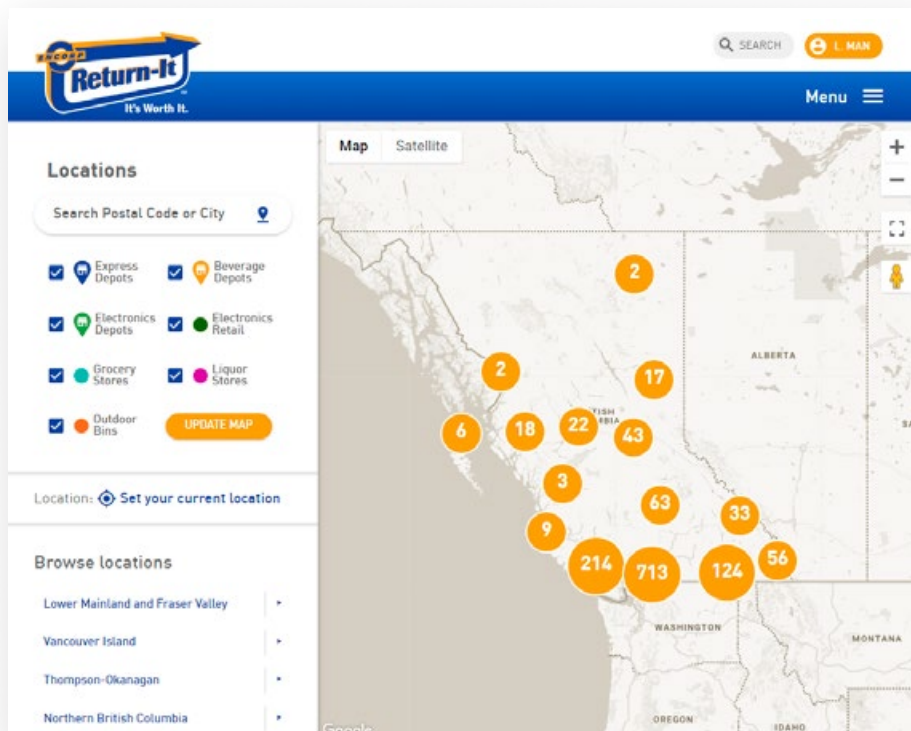 ENCORP
Return-It
It's Worth It.
SEARCH
L. MAN
Menu
Locations
Search Postal Code or City
Express
Depots
Beverage
Depots
Electronics
Depots
Electronics
Retail
Grocery
Stores
Liquor
Stores
Outdoor
Bins
UPDATE MAP
Location: Set your current location
Browse locations
Lower Mainland and Fraser Valley
Vancouver Island
Thompson-Okanagan
Northern British Columbia
Map Satellite
+
−
2
ALBERTA
2
17
6
18
22
43
3
63
33
9
214
713
124
56
WASHINGTON
MONTANA
OREGON
IDAHO
Google